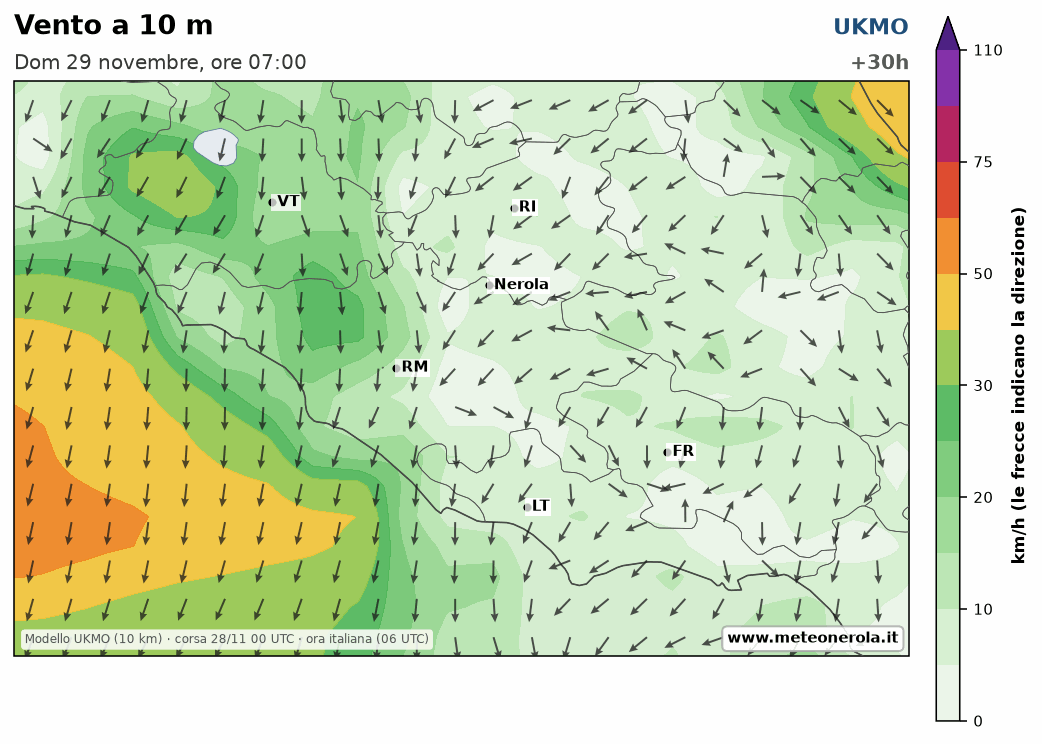 Vento a 10 m
UKMO
Dom 29 novembre, ore 07:00
+30h
VT
RI
Nerola
RM
FR
LT
Modello UKMO (10 km) · corsa 28/11 00 UTC · ora italiana (06 UTC)
www.meteonerola.it
110
75
50
30
20
10
0
km/h (le frecce indicano la direzione)